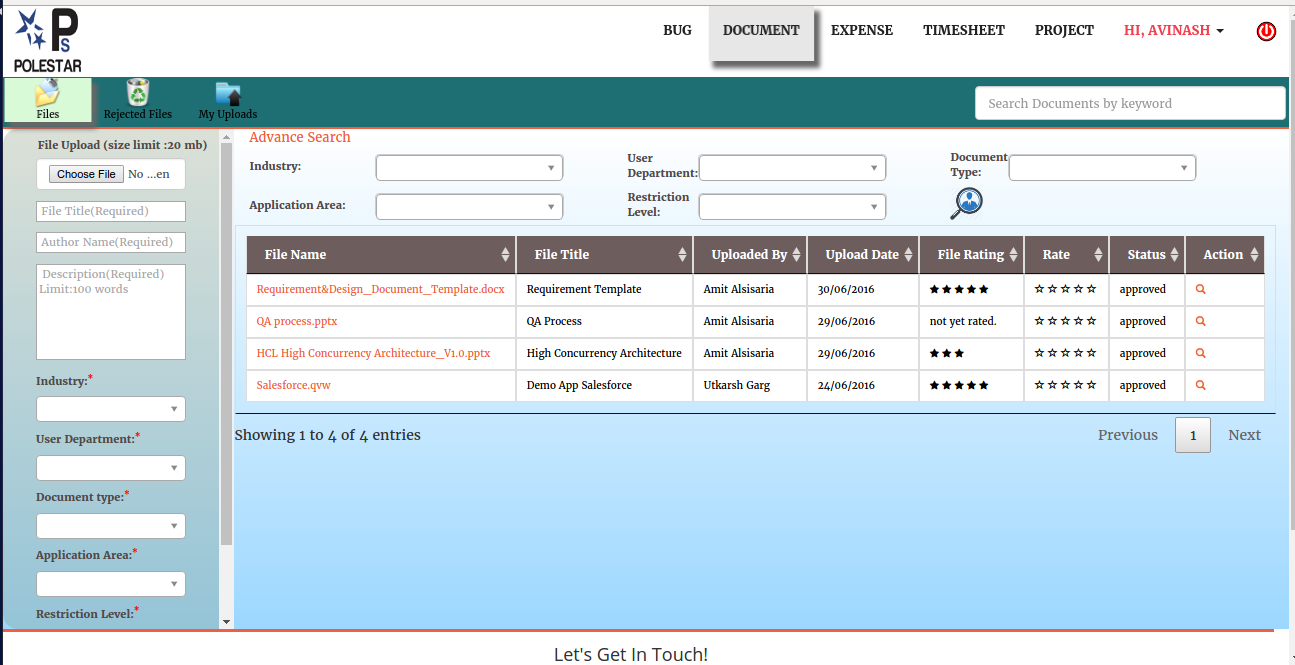 PS
POLESTAR
BUG DOCUMENT EXPENSE TIMESHEET PROJECT HI, AVINASH
Files Rejected Files My Uploads
Search Documents by keyword
File Upload (size limit :20 mb)
Choose File No ...en
File Title(Required)
Author Name(Required)
Description(Required)
Limit:100 words
Industry:*
User Department:*
Document type:*
Application Area:*
Restriction Level:*
Advance Search
Industry:
User
Department:
Document
Type:
Application Area:
Restriction
Level:
File Name File Title Uploaded By Upload Date File Rating Rate Status Action
Requirement&Design_Document_Template.docx Requirement Template Amit Alsisaria 30/06/2016 ★★★★★ ☆☆☆☆☆ approved
QA process.pptx QA Process Amit Alsisaria 29/06/2016 not yet rated. ☆☆☆☆☆ approved
HCL High Concurrency Architecture_V1.0.pptx High Concurrency Architecture Amit Alsisaria 29/06/2016 ★★★ ☆☆☆☆☆ approved
Salesforce.qvw Demo App Salesforce Utkarsh Garg 24/06/2016 ★★★★★ ☆☆☆☆☆ approved
Showing 1 to 4 of 4 entries
Previous 1 Next
Let's Get In Touch!